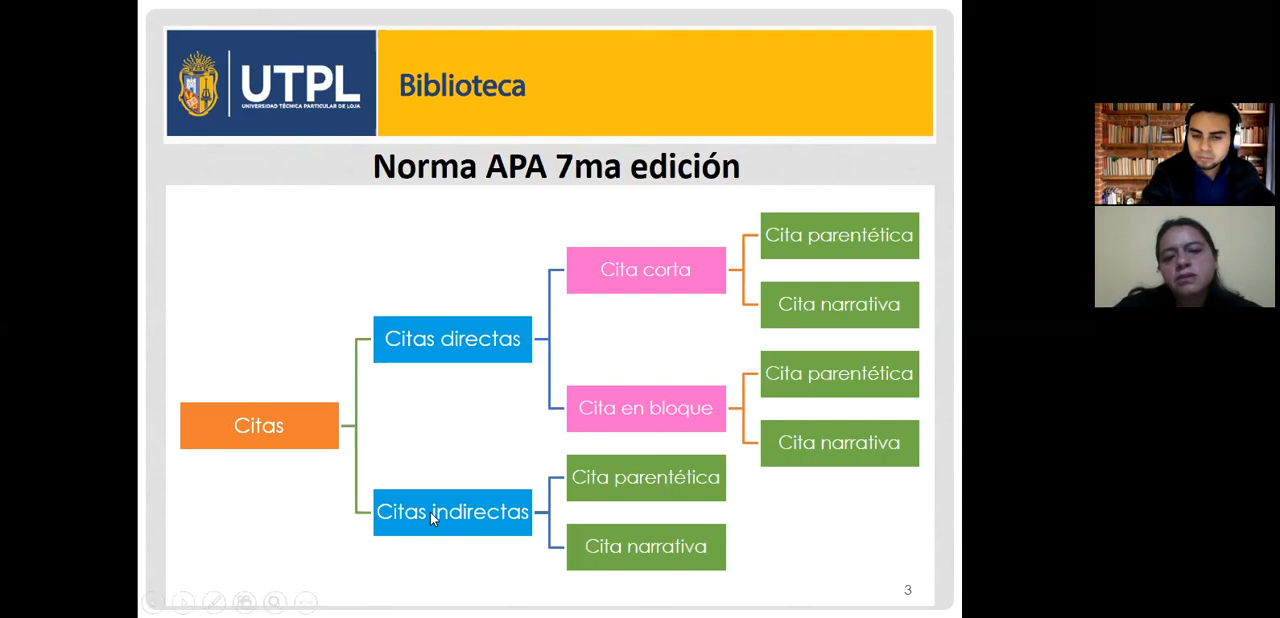 UTPL
UNIVERSIDAD TÉCNICA PARTICULAR DE LOJA
Biblioteca
Norma APA 7ma edición
Citas
Citas directas
Cita corta
Cita parentética
Cita narrativa
Cita en bloque
Cita parentética
Cita narrativa
Citas indirectas
Cita parentética
Cita narrativa
3